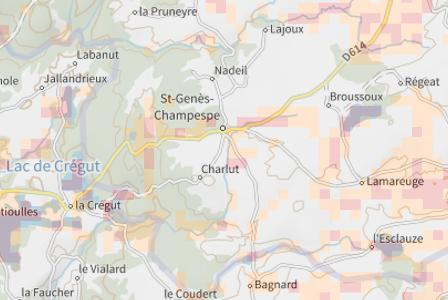 la Pruneyre
Lajoux
Labanut
D614
Nadeil
Jallandrieux
Régeat
St-Genès-
Champespe
Broussoux
Lac de Crégut
Charlut
Lamareuge
la Crégut
l'Esclauze
le Vialard
Bagnard
la Faucher
le Coudert